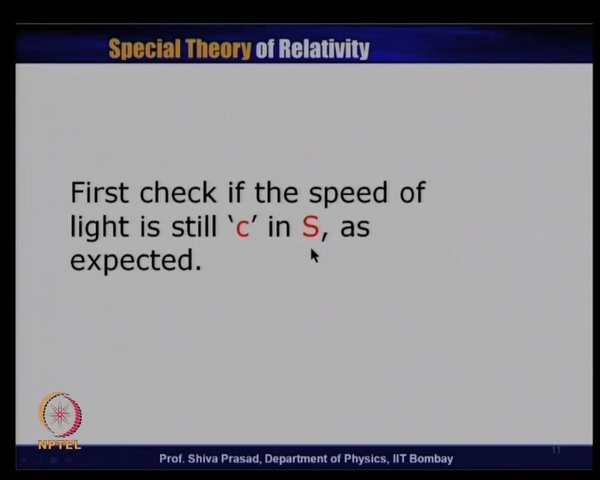 Special Theory of Relativity
First check if the speed of
light is still ‘c’ in S, as
expected.
NPTEL
11
Prof. Shiva Prasad, Department of Physics, IIT Bombay